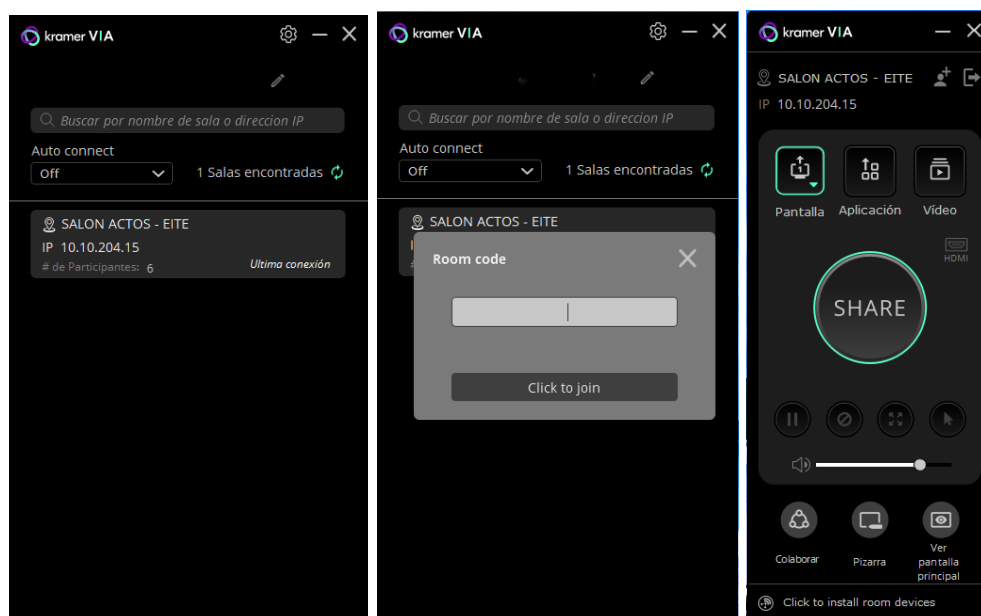 kramer VIA
Buscar por nombre de sala o direccion IP
Auto connect
Off
1 Salas encontradas
SALON ACTOS - EITE
IP 10.10.204.15
# de Participantes: 6
Ultima conexión
kramer VIA
Buscar por nombre de sala o direccion IP
Auto connect
Off
1 Salas encontradas
SALON ACTOS - EITE
I
#
Room code
Click to join
kramer VIA
SALON ACTOS - EITE
IP 10.10.204.15
1
Pantalla
Aplicación
Vídeo
HDMI
SHARE
Colaborar
Pizarra
Ver
pantalla
principal
Click to install room devices